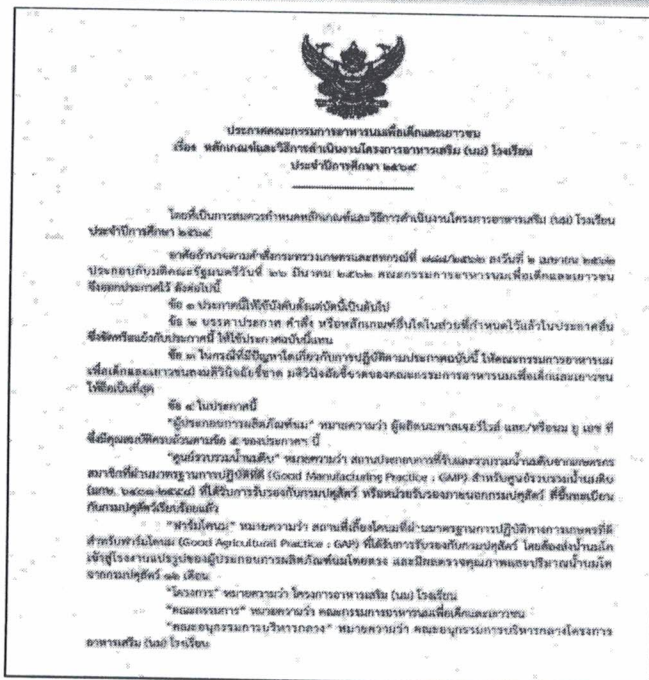 ประกาศคณะกรรมการอาหารนมเพื่อเด็กและเยาวชน
เรื่อง หลักเกณฑ์และวิธีการดำเนินงานโครงการอาหารเสริม (นม) โรงเรียน
ประจำปีการศึกษา ๒๕๖๔
โดยที่เป็นการสมควรกำหนดหลักเกณฑ์และวิธีการดำเนินงานโครงการอาหารเสริม (นม) โรงเรียน
ประจำปีการศึกษา ๒๕๖๔
อาศัยอำนาจตามคำสั่งกระทรวงเกษตรและสหกรณ์ที่ /๒๕๖๒ ลงวันที่ ๒ เมษายน ๒๕๖๒
ประกอบกับมติคณะรัฐมนตรีวันที่ ๒๖ มีนาคม ๒๕๖๒ คณะกรรมการอาหารนมเพื่อเด็กและเยาวชน
จึงออกประกาศไว้ ดังต่อไปนี้
ข้อ ๑ ประกาศนี้ให้ใช้บังคับตั้งแต่บัดนี้เป็นต้นไป
ข้อ ๒ บรรดาประกาศ คำสั่ง หรือหลักเกณฑ์อื่นใดในส่วนที่กำหนดไว้แล้วในประกาศอื่น
ซึ่งขัดหรือแย้งกับประกาศนี้ ให้ใช้ประกาศฉบับนี้แทน
ข้อ ๓ ในกรณีที่มีปัญหาใดเกี่ยวกับการปฏิบัติตามประกาศฉบับนี้ ให้คณะกรรมการอาหารนม
เพื่อเด็กและเยาวชนลงมติวินิจฉัยชี้ขาด มติวินิจฉัยชี้ขาดของคณะกรรมการอาหารนมเพื่อเด็กและเยาวชน
ให้ถือเป็นที่สุด
ข้อ ๔ ในประกาศนี้
"ผู้ประกอบการผลิตภัณฑ์นม" หมายความว่า ผู้ผลิตนมพาสเจอร์ไรส์ และ/หรือนม ยู เอช ที
ซึ่งมีคุณสมบัติครบถ้วนตามข้อ ๕ ของประกาศฯ นี้
"ศูนย์รวบรวมน้ำนมดิบ" หมายความว่า สถานประกอบการที่รับและรวบรวมน้ำนมดิบจากเกษตรกร
สมาชิกที่ผ่านมาตรฐานการปฏิบัติที่ดี (Good Manufacturing Practice : GMP) สำหรับศูนย์รวบรวมน้ำนมดิบ
(มกษ. ) ที่ได้รับการรับรองกับกรมปศุสัตว์ หรือหน่วยรับรองภายนอกกรมปศุสัตว์ ที่ขึ้นทะเบียน
กับกรมปศุสัตว์เรียบร้อยแล้ว
"ฟาร์มโคนม" หมายความว่า สถานที่เลี้ยงโคนมที่ผ่านมาตรฐานการปฏิบัติทางการเกษตรที่ดี
สำหรับฟาร์มโคนม (Good Agricultural Practice : GAP) ที่ได้รับการรับรองกับกรมปศุสัตว์ โดยต้องส่งน้ำนมโค
เข้าสู่โรงงานแปรรูปของผู้ประกอบการผลิตภัณฑ์นมโดยตรง และมีผลตรวจคุณภาพและปริมาณน้ำนมโค
จากกรมปศุสัตว์ ๑๒ เดือน
"โครงการ" หมายความว่า โครงการอาหารเสริม (นม) โรงเรียน
"คณะกรรมการ" หมายความว่า คณะกรรมการอาหารนมเพื่อเด็กและเยาวชน
"คณะอนุกรรมการบริหารกลาง" หมายความว่า คณะอนุกรรมการบริหารกลางโครงการ
อาหารเสริม (นม) โรงเรียน